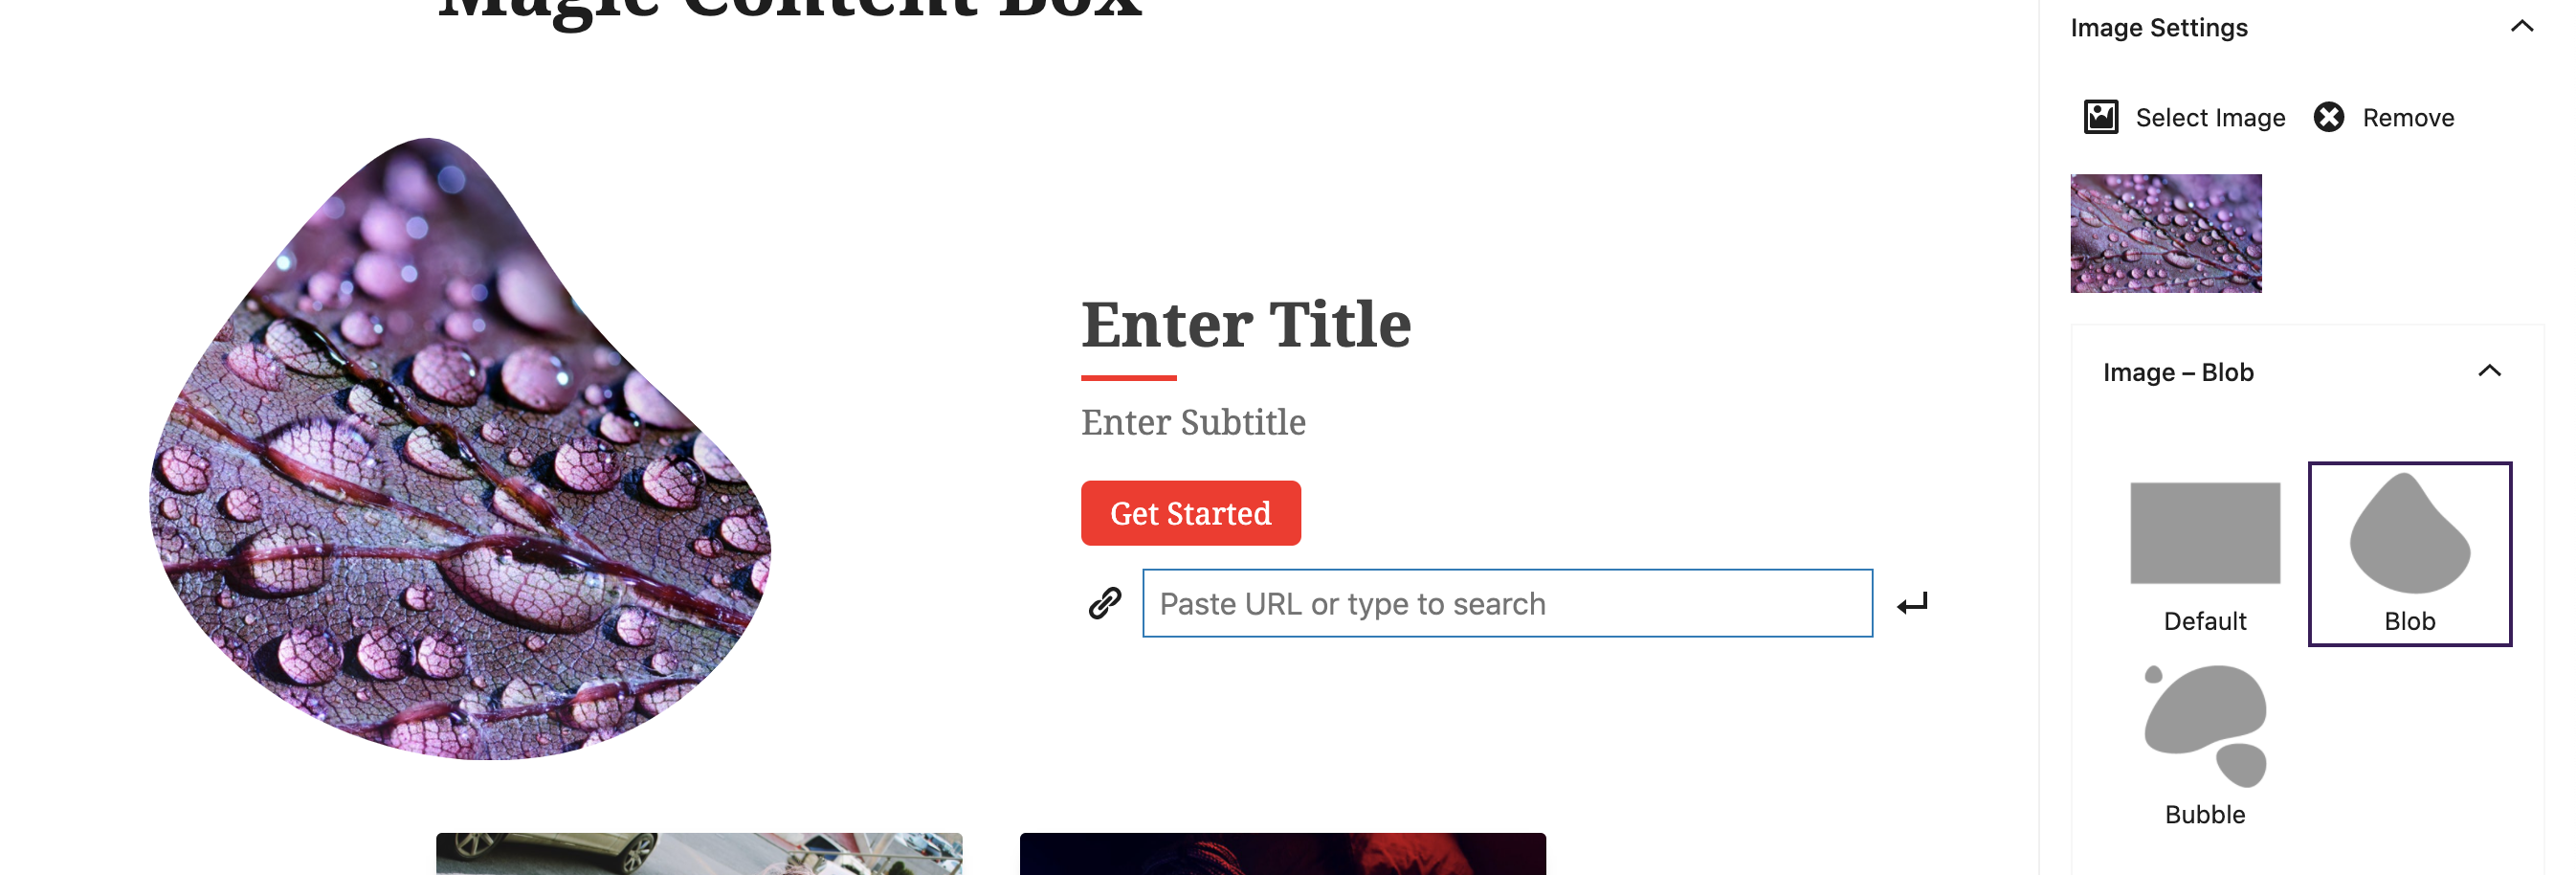 Magic Content Box
Enter Title
Enter Subtitle
Get Started
Paste URL or type to search
Image Settings
Select Image
Remove
Image – Blob
Default
Blob
Bubble